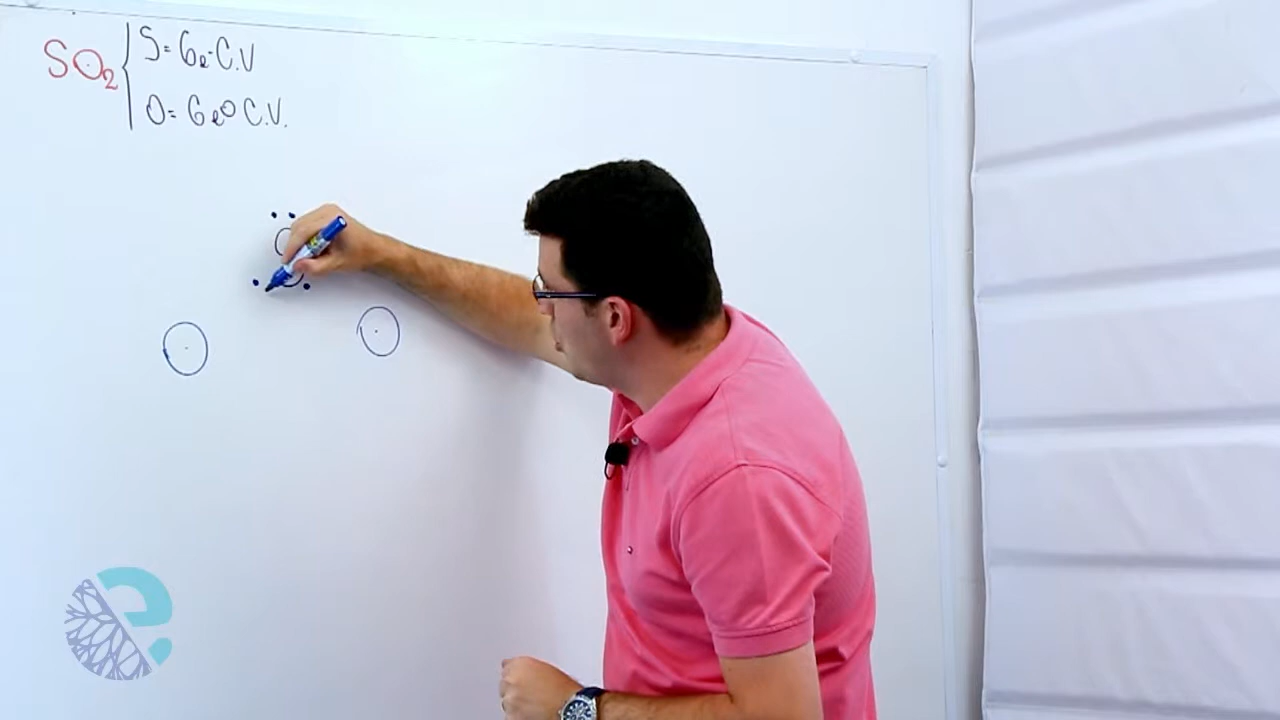 SO₂
S= 6e⁻ C.V
O= 6e⊖ C.V.